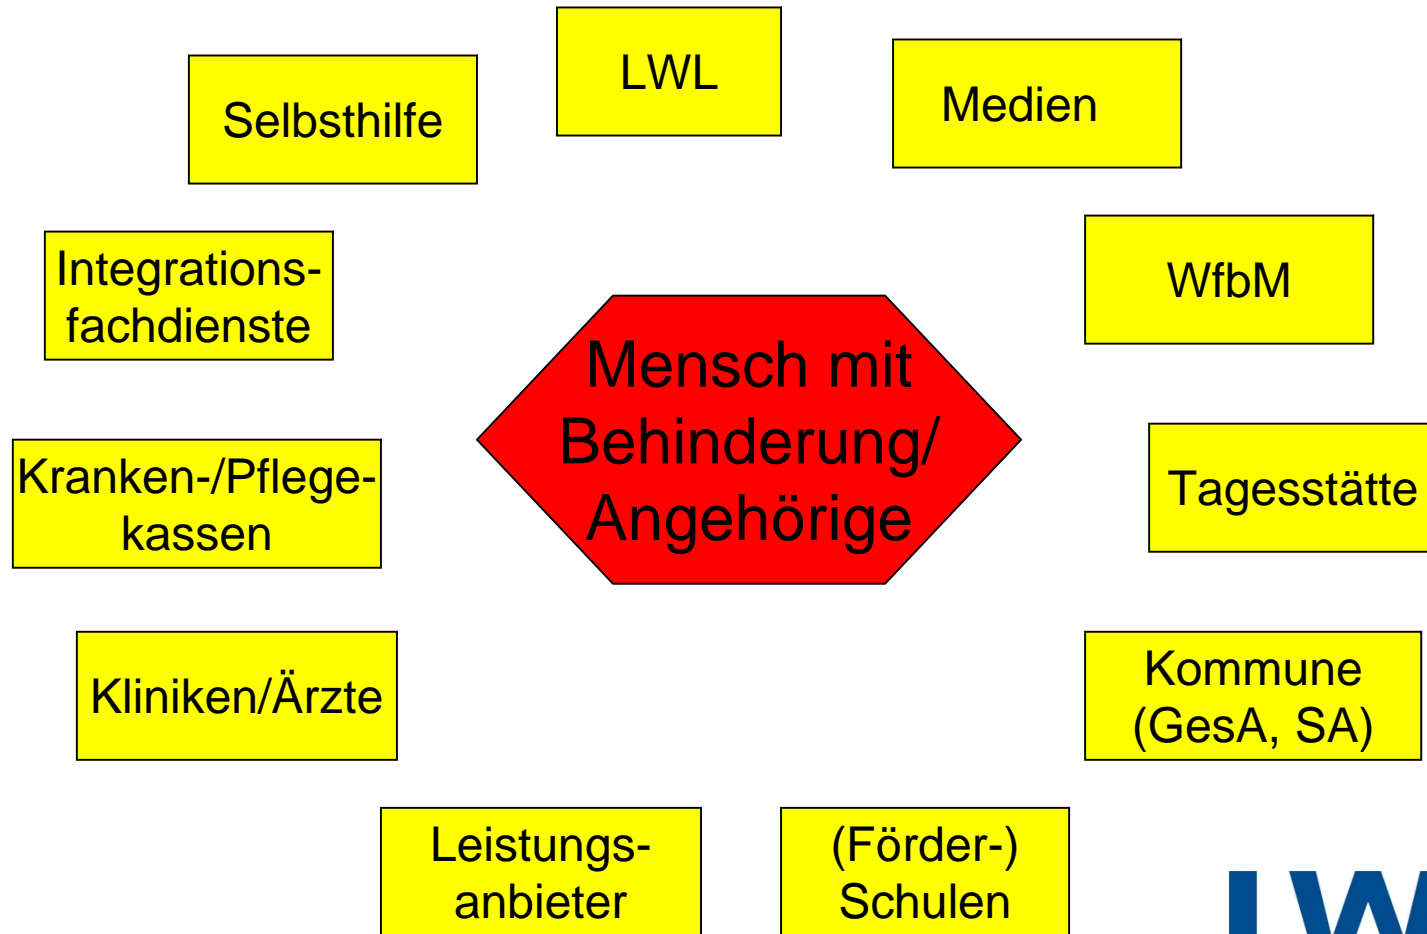 LWL
Selbsthilfe
Medien
Integrations-
fachdienste
WfbM
Mensch mit
Behinderung/
Angehörige
Kranken-/Pflege-
kassen
Tagesstätte
Kliniken/Ärzte
Kommune
(GesA, SA)
Leistungs-
anbieter
(Förder-)
Schulen